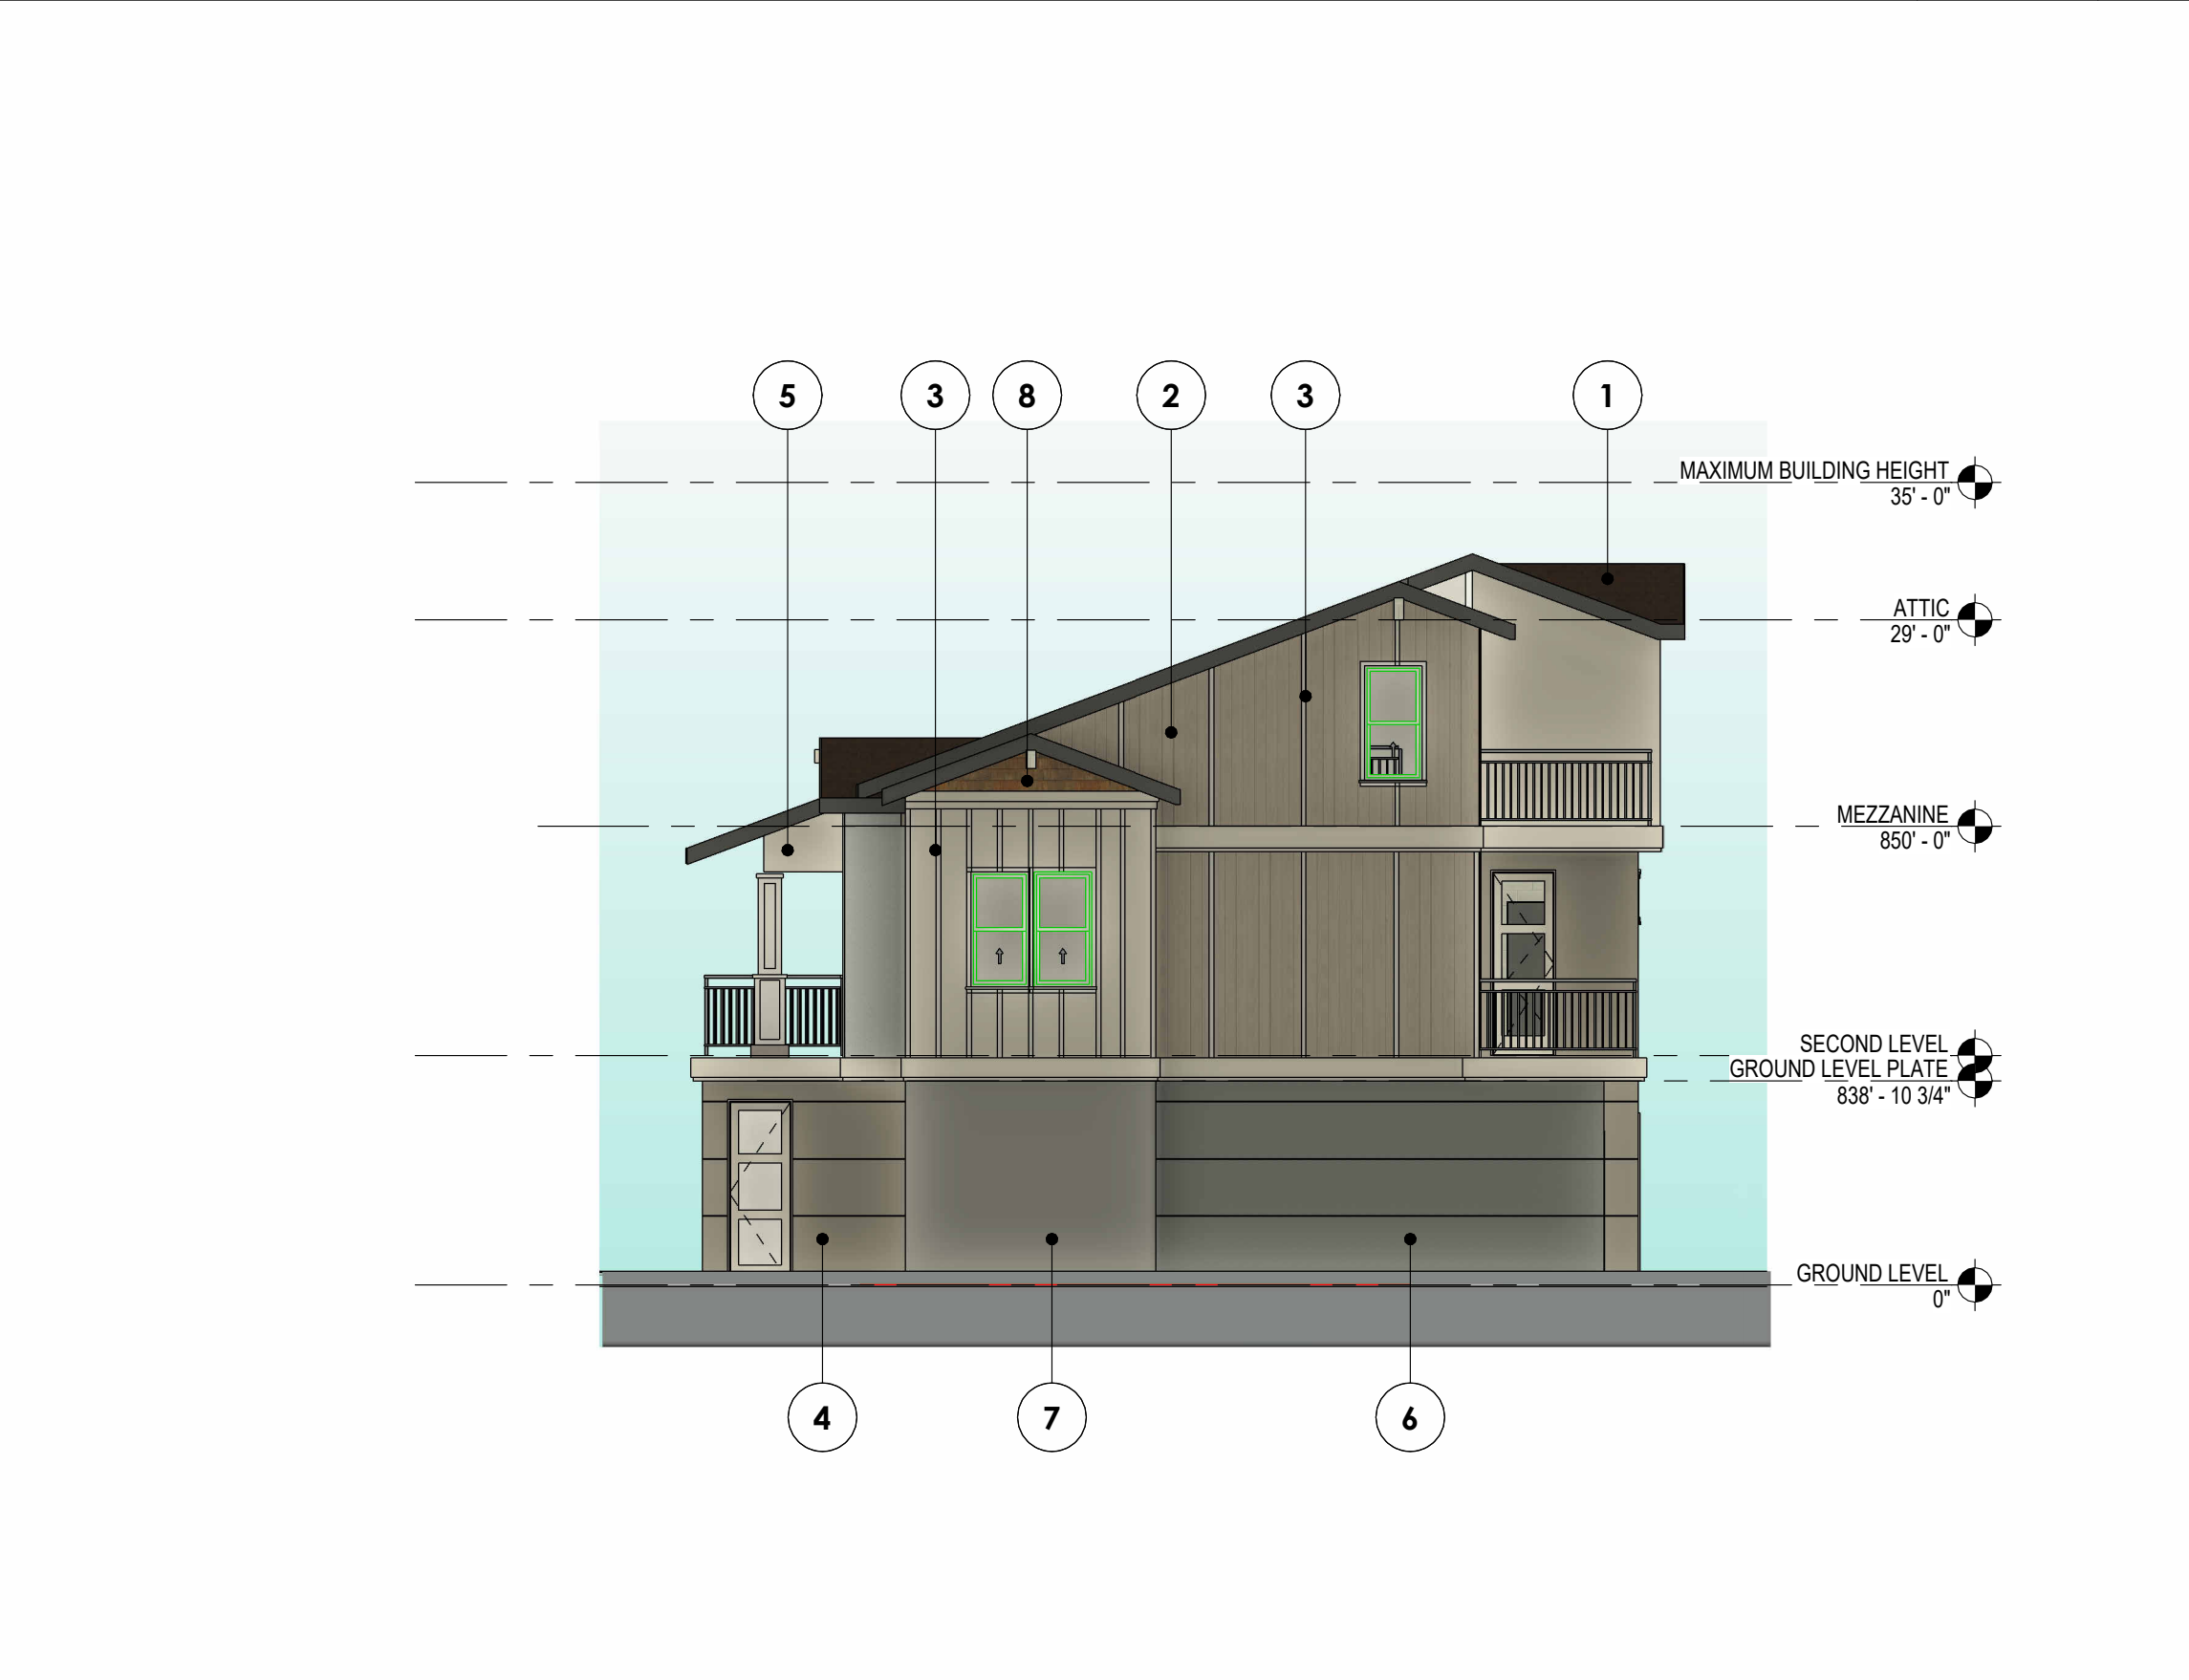 5 3 8 2 3 1
MAXIMUM BUILDING HEIGHT
35' - 0"
ATTIC
29' - 0"
MEZZANINE
850' - 0"
SECOND LEVEL
GROUND LEVEL PLATE
838' - 10 3/4"
GROUND LEVEL
0"
4 7 6